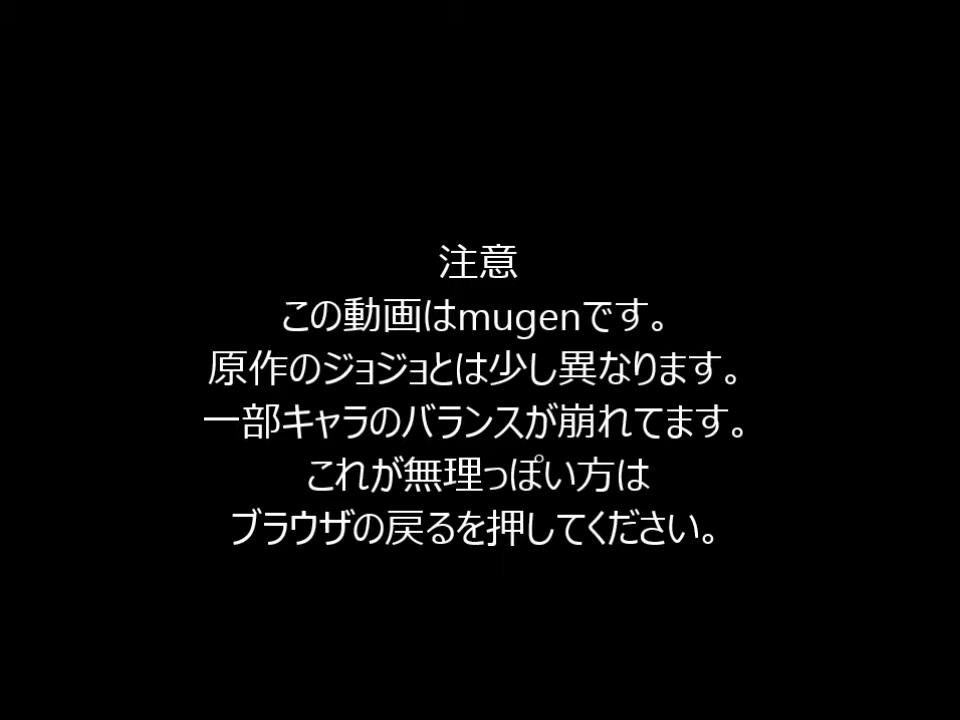 注意
この動画はmugenです。
原作のジョジョとは少し異なります。
一部キャラのバランスが崩れてます。
これが無理っぽい方は
ブラウザの戻るを押してください。